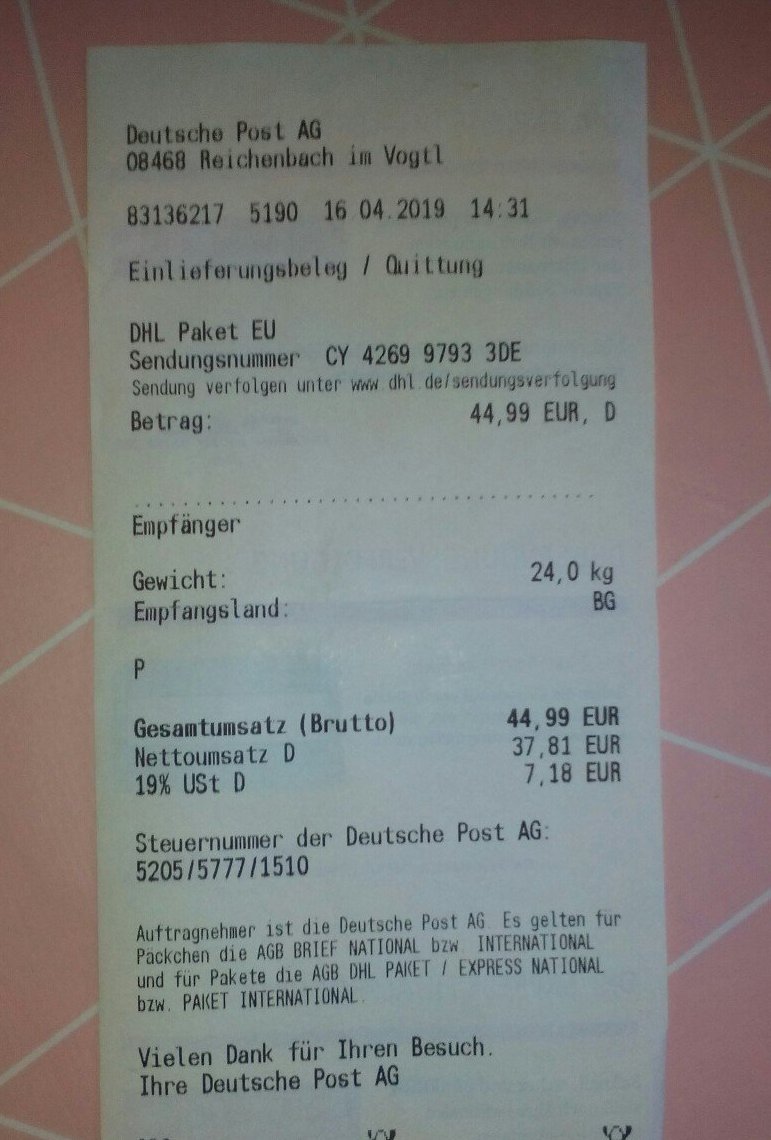 Deutsche Post AG
08468 Reichenbach im Vogtl
83136217 5190 16 04.2019 14:31
Einlieferungsbeleg / Quittung
DHL Paket EU
Sendungsnummer CY 4269 9793 3DE
Sendung verfolgen unter www dhl.de/sendungsverfolgung
Betrag: 44,99 EUR, D
Empfänger
Gewicht: 24,0 kg
Empfangsland: BG
P
Gesamtumsatz (Brutto) 44,99 EUR
Nettoumsatz D 37,81 EUR
19% USt D 7,18 EUR
Steuernummer der Deutsche Post AG:
5205/5777/1510
Auftragnehmer ist die Deutsche Post AG. Es gelten für
Päckchen die AGB BRIEF NATIONAL bzw. INTERNATIONAL
und für Pakete die AGB DHL PAKET / EXPRESS NATIONAL
bzw. PAKET INTERNATIONAL.
Vielen Dank für Ihren Besuch.
Ihre Deutsche Post AG